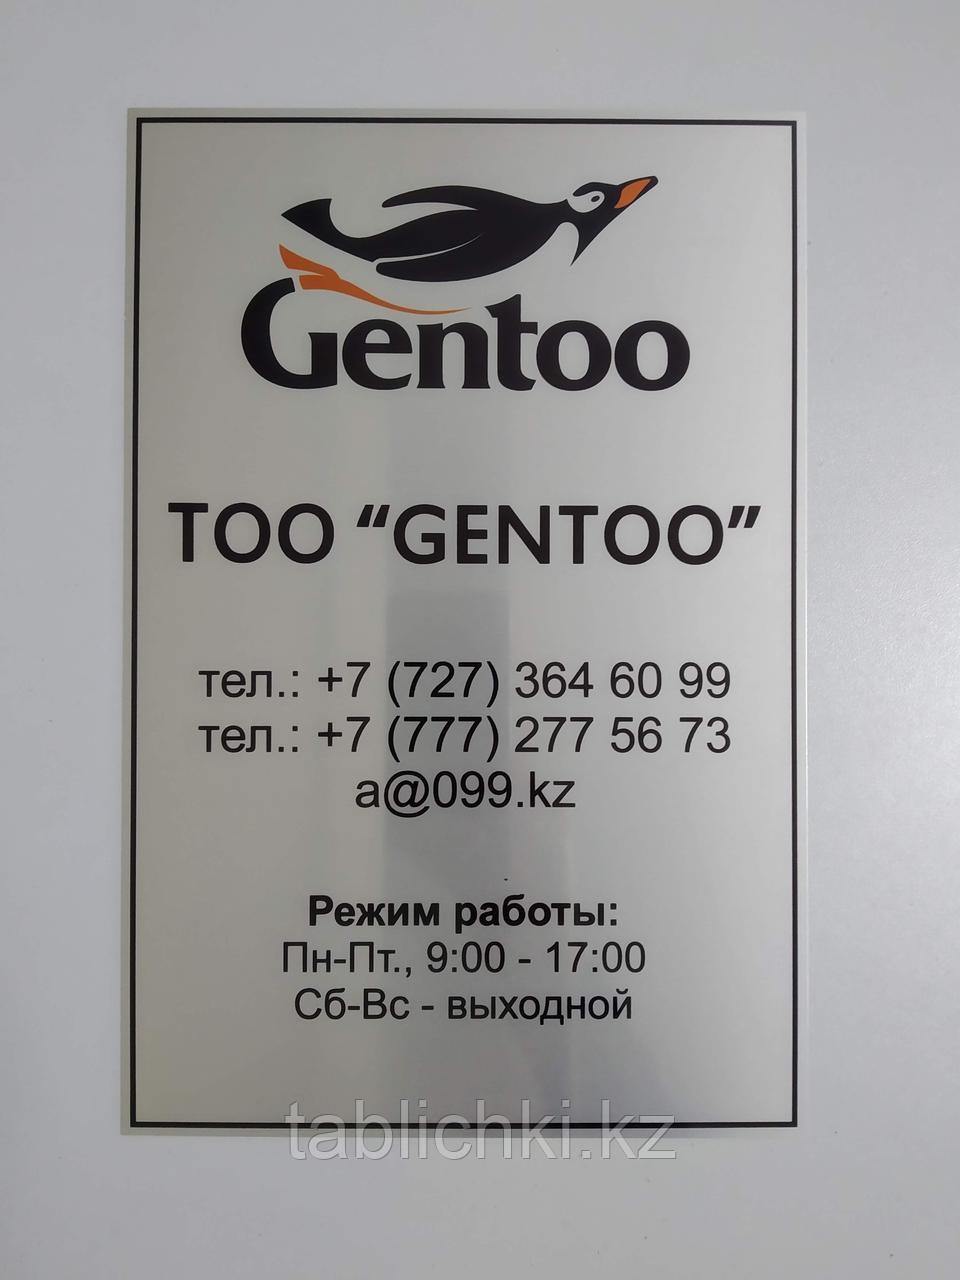 Gentoo
ТОО “GENTOO”
тел.: +7 (727) 364 60 99
тел.: +7 (777) 277 56 73
a@099.kz
Режим работы:
Пн-Пт., 9:00 - 17:00
Сб-Вс - выходной
tablichki.kz